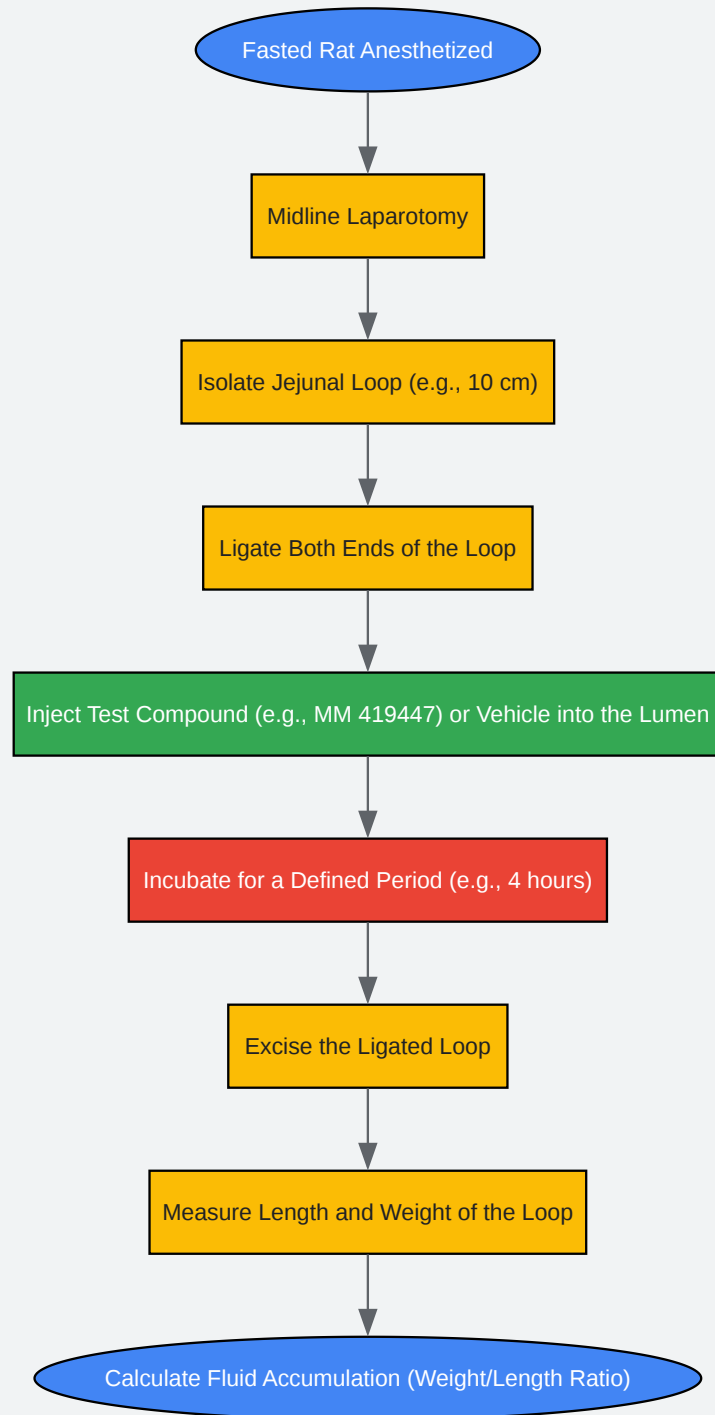 Fasted Rat Anesthetized
Midline Laparotomy
Isolate Jejunal Loop (e.g., 10 cm)
Ligate Both Ends of the Loop
Inject Test Compound (e.g., MM 419447) or Vehicle into the Lumen
Incubate for a Defined Period (e.g., 4 hours)
Excise the Ligated Loop
Measure Length and Weight of the Loop
Calculate Fluid Accumulation (Weight/Length Ratio)